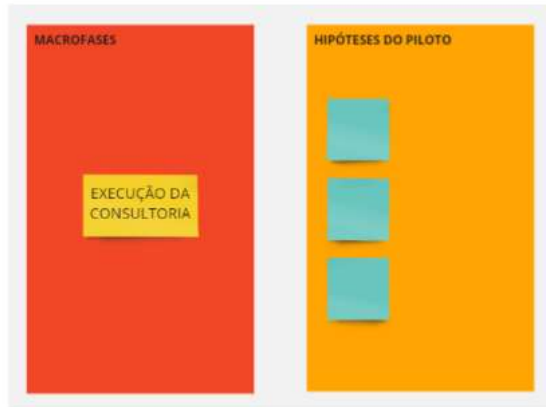 MACROFASES
HIPÓTESES DO PILOTO
EXECUÇÃO DA
CONSULTORIA